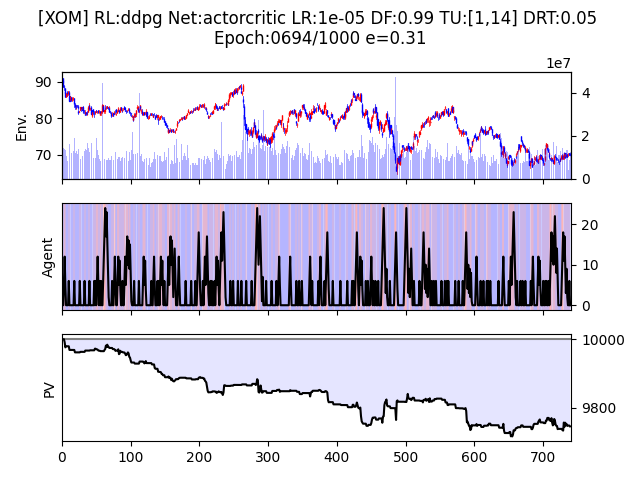 [XOM] RL:ddpg Net:actorcritic LR:1e-05 DF:0.99 TU:[1,14] DRT:0.05
Epoch:0694/1000 e=0.31
1e7
Env.
90
80
70
4
2
0
Agent
20
10
0
PV
10000
9800
0 100 200 300 400 500 600 700